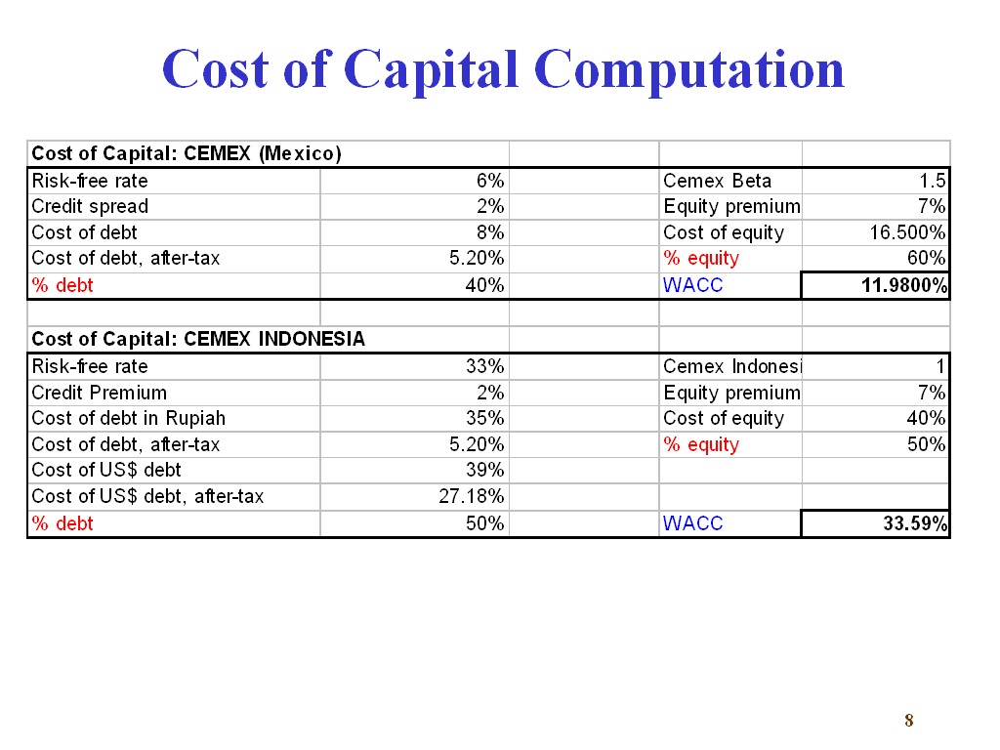 Cost of Capital Computation
Cost of Capital: CEMEX (Mexico)
Risk-free rate 6% Cemex Beta 1.5
Credit spread 2% Equity premium 7%
Cost of debt 8% Cost of equity 16.500%
Cost of debt, after-tax 5.20% % equity 60%
% debt 40% WACC 11.9800%
Cost of Capital: CEMEX INDONESIA
Risk-free rate 33% Cemex Indonesi 1
Credit Premium 2% Equity premium 7%
Cost of debt in Rupiah 35% Cost of equity 40%
Cost of debt, after-tax 5.20% % equity 50%
Cost of US$ debt 39%
Cost of US$ debt, after-tax 27.18%
% debt 50% WACC 33.59%
8